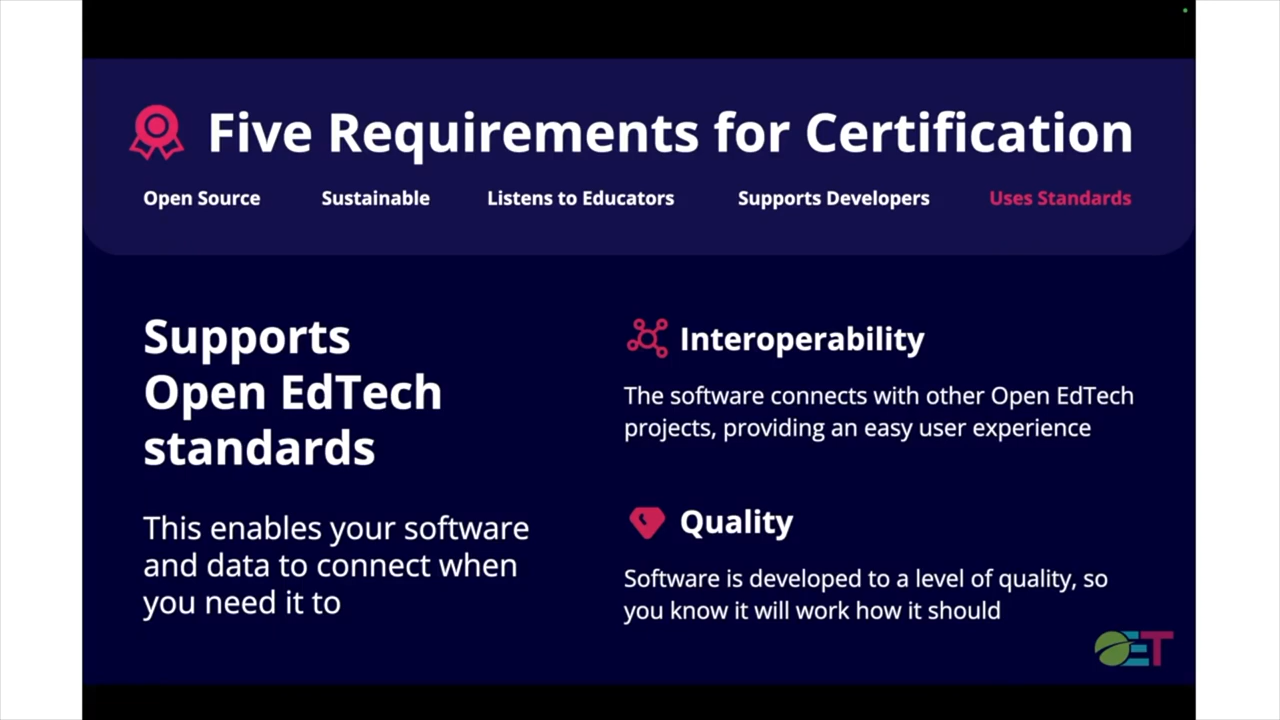 Five Requirements for Certification
Open Source
Sustainable
Listens to Educators
Supports Developers
Uses Standards
Supports
Open EdTech
standards
This enables your software
and data to connect when
you need it to
Interoperability
The software connects with other Open EdTech
projects, providing an easy user experience
Quality
Software is developed to a level of quality, so
you know it will work how it should
OET